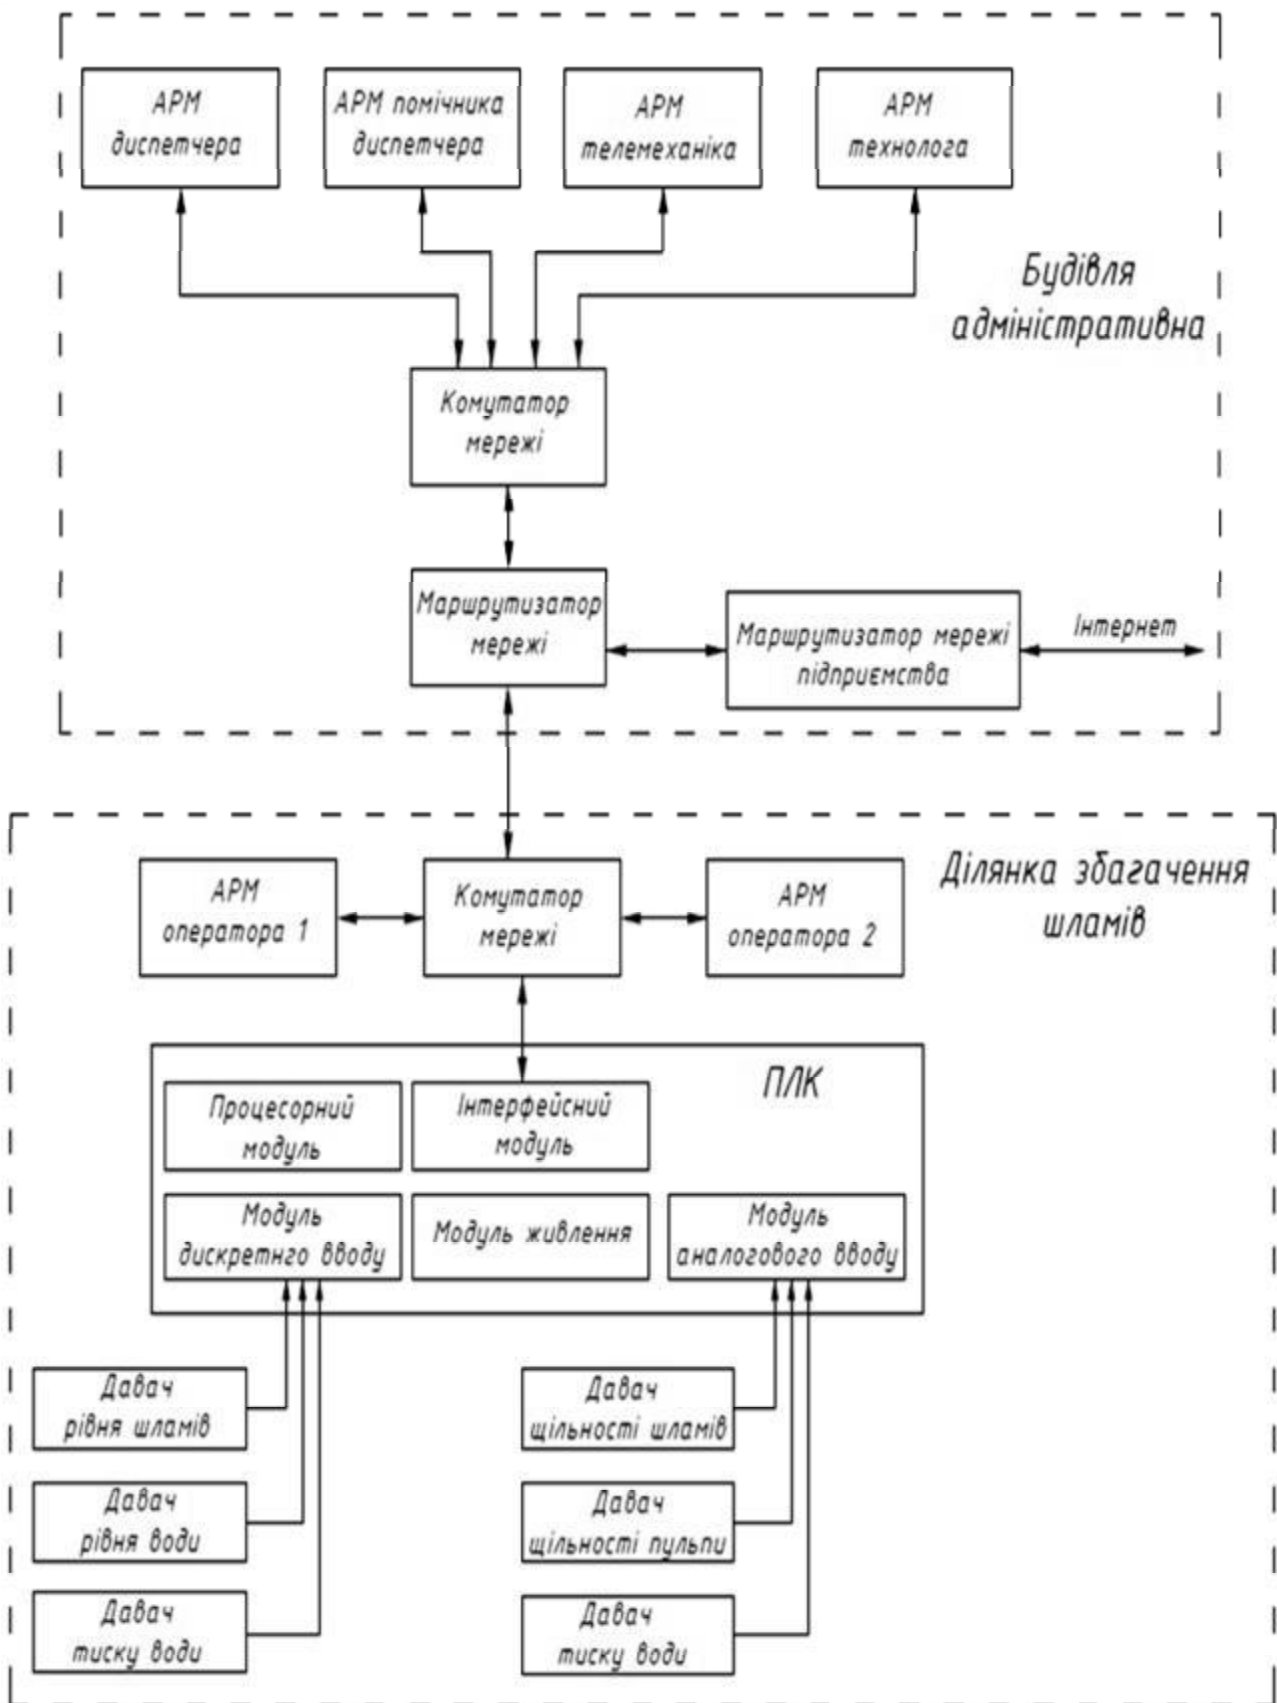 АРМ
диспетчера
АРМ помічника
диспетчера
АРМ
телемеханіка
АРМ
технолога
Будівля
адміністративна
Комутатор
мережі
Маршрутизатор
мережі
Маршрутизатор мережі
підприємства
Інтернет
Ділянка збагачення
шламів
АРМ
оператора 1
Комутатор
мережі
АРМ
оператора 2
ПЛК
Процесорний
модуль
Інтерфейсний
модуль
Модуль
дискретнго вводу
Модуль живлення
Модуль
аналогового вводу
Давач
рівня шламів
Давач
щільності шламів
Давач
рівня води
Давач
щільності пульпи
Давач
тиску води
Давач
тиску води